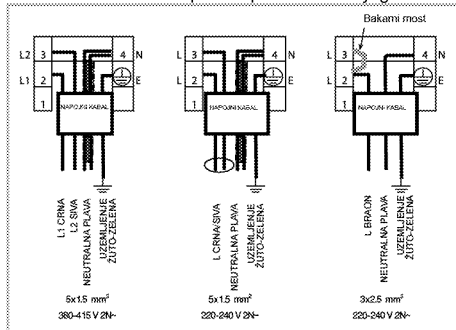 Bakarni most
L2 3 4 N
L1 2 E
1
NAPOJNI KABAL
L1 CRNA
L2 SIVA
NEUTRALNA PLAVA
UZEMLJENJE
ŽUTO-ZELENA
5x1.5 mm²
380-415 V 2N~
L 3 4 N
L 2 E
1
NAPOJNI KABAL
L CRNA/SIVA
NEUTRALNA PLAVA
UZEMLJENJE
ŽUTO-ZELENA
5x1.5 mm²
220-240 V 2N~
L 3 4 N
L 2 E
1
NAPOJNI KABAL
L BRAON
NEUTRALNA PLAVA
UZEMLJENJE
ŽUTO-ZELENA
3x2.5 mm²
220-240 V 2N~